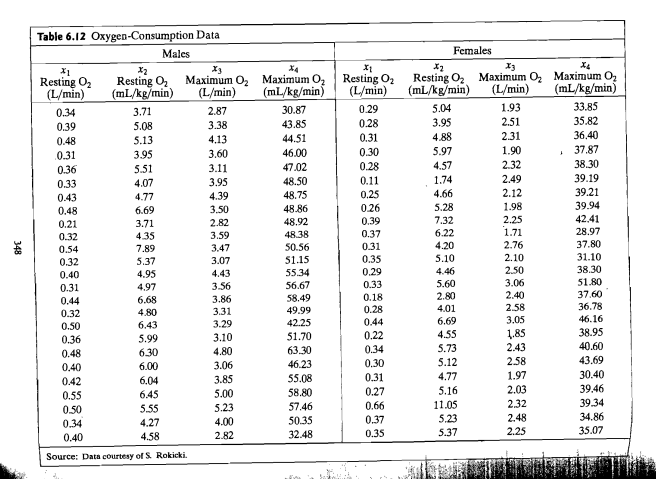 Table 6.12 Oxygen-Consumption Data
Males Females
x1 x2 x3 x4 x1 x2 x3 x4
Resting O2 Resting O2 Maximum O2 Maximum O2 Resting O2 Resting O2 Maximum O2 Maximum O2
(L/min) (mL/kg/min) (L/min) (mL/kg/min) (L/min) (mL/kg/min) (L/min) (mL/kg/min)
0.34 3.71 2.87 30.87 0.29 5.04 1.93 33.85
0.39 5.08 3.38 43.85 0.28 3.95 2.51 35.82
0.48 5.13 4.13 44.51 0.31 4.88 2.31 36.40
0.31 3.95 3.60 46.00 0.30 5.97 1.90 37.87
0.36 5.51 3.11 47.02 0.28 4.57 2.32 38.30
0.33 4.07 3.95 48.50 0.11 1.74 2.49 39.19
0.43 4.77 4.39 48.75 0.25 4.66 2.12 39.21
0.48 6.69 3.50 48.86 0.26 5.28 1.98 39.94
0.21 3.71 2.82 48.92 0.39 7.32 2.25 42.41
0.32 4.35 3.59 48.38 0.37 6.22 1.71 28.97
0.54 7.89 3.47 50.56 0.31 4.20 2.76 37.80
0.32 5.37 3.07 51.15 0.35 5.10 2.10 31.10
0.40 4.95 4.43 55.34 0.29 4.46 2.50 38.30
0.31 4.97 3.56 56.67 0.33 5.60 3.06 51.80
0.44 6.68 3.86 58.49 0.18 2.80 2.40 37.60
0.32 4.80 3.31 49.99 0.28 4.01 2.58 36.78
0.50 6.43 3.29 42.25 0.44 6.69 3.05 46.16
0.36 5.99 3.10 51.70 0.22 4.55 1.85 38.95
0.48 6.30 4.80 63.30 0.34 5.73 2.43 40.60
0.40 6.00 3.06 46.23 0.30 5.12 2.58 43.69
0.42 6.04 3.85 55.08 0.31 4.77 1.97 30.40
0.55 6.45 5.00 58.80 0.27 5.16 2.03 39.46
0.50 5.55 5.23 57.46 0.66 11.05 2.32 39.34
0.34 4.27 4.00 50.35 0.37 5.23 2.48 34.86
0.40 4.58 2.82 32.48 0.35 5.37 2.25 35.07
Source: Data courtesy of S. Rokicki.
348